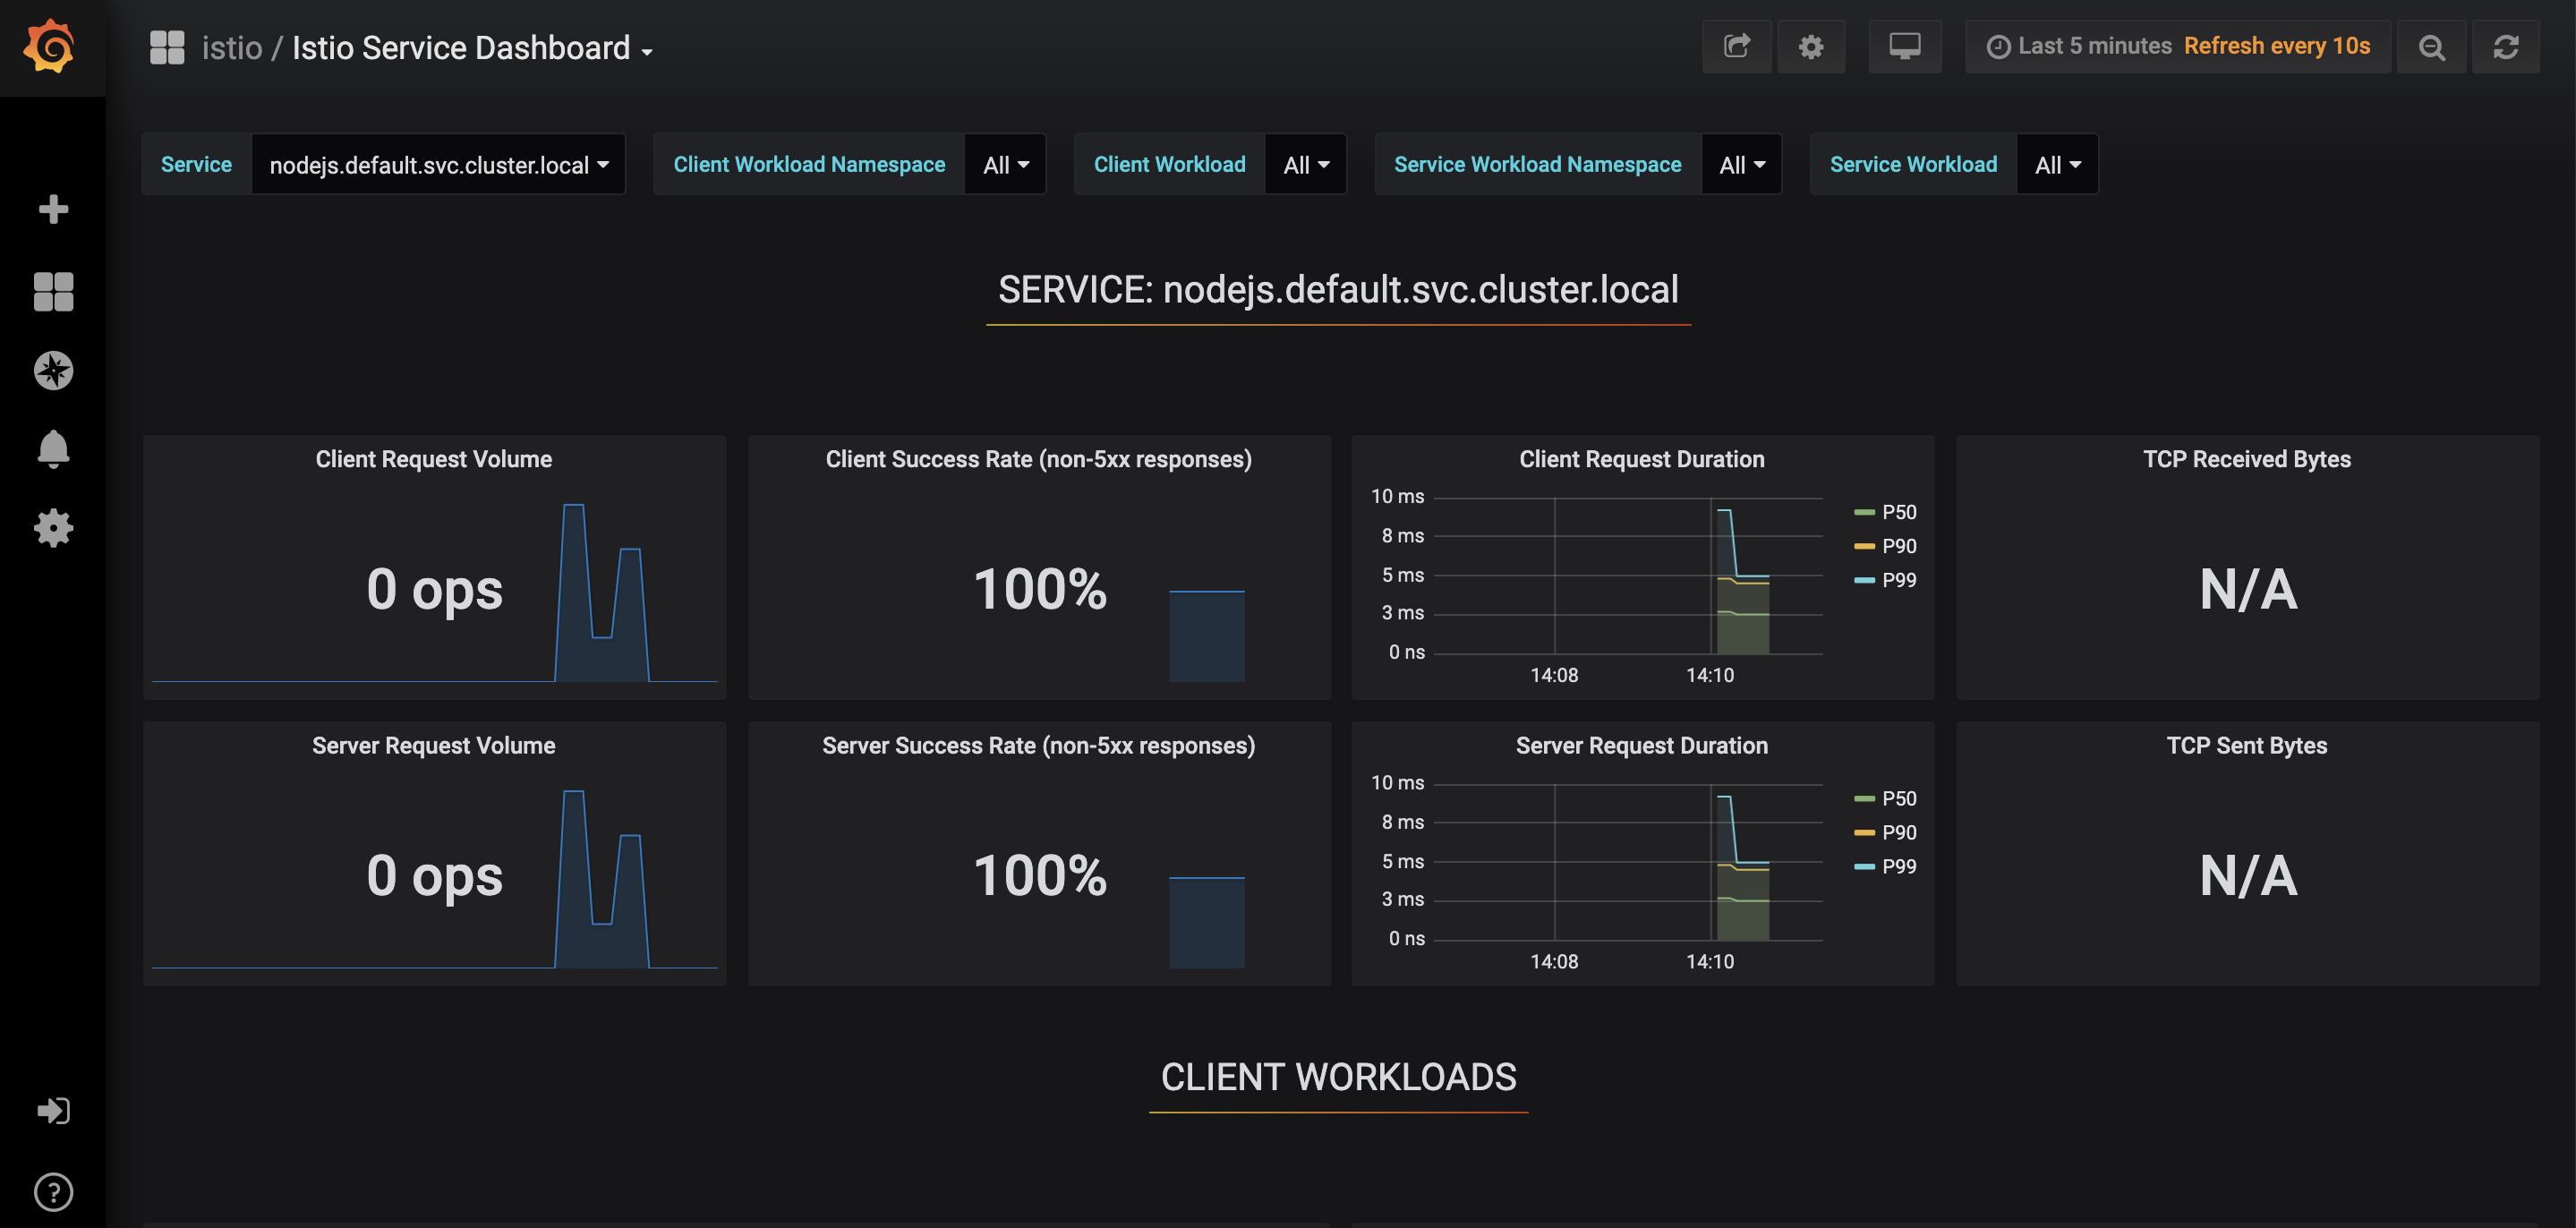 istio / Istio Service Dashboard
Last 5 minutes Refresh every 10s
Service nodejs.default.svc.cluster.local Client Workload Namespace All Client Workload All Service Workload Namespace All Service Workload All
SERVICE: nodejs.default.svc.cluster.local
Client Request Volume
0 ops
Client Success Rate (non-5xx responses)
100%
Client Request Duration
10 ms
8 ms
5 ms
3 ms
0 ns
14:08 14:10
P50
P90
P99
TCP Received Bytes
N/A
Server Request Volume
0 ops
Server Success Rate (non-5xx responses)
100%
Server Request Duration
10 ms
8 ms
5 ms
3 ms
0 ns
14:08 14:10
P50
P90
P99
TCP Sent Bytes
N/A
CLIENT WORKLOADS